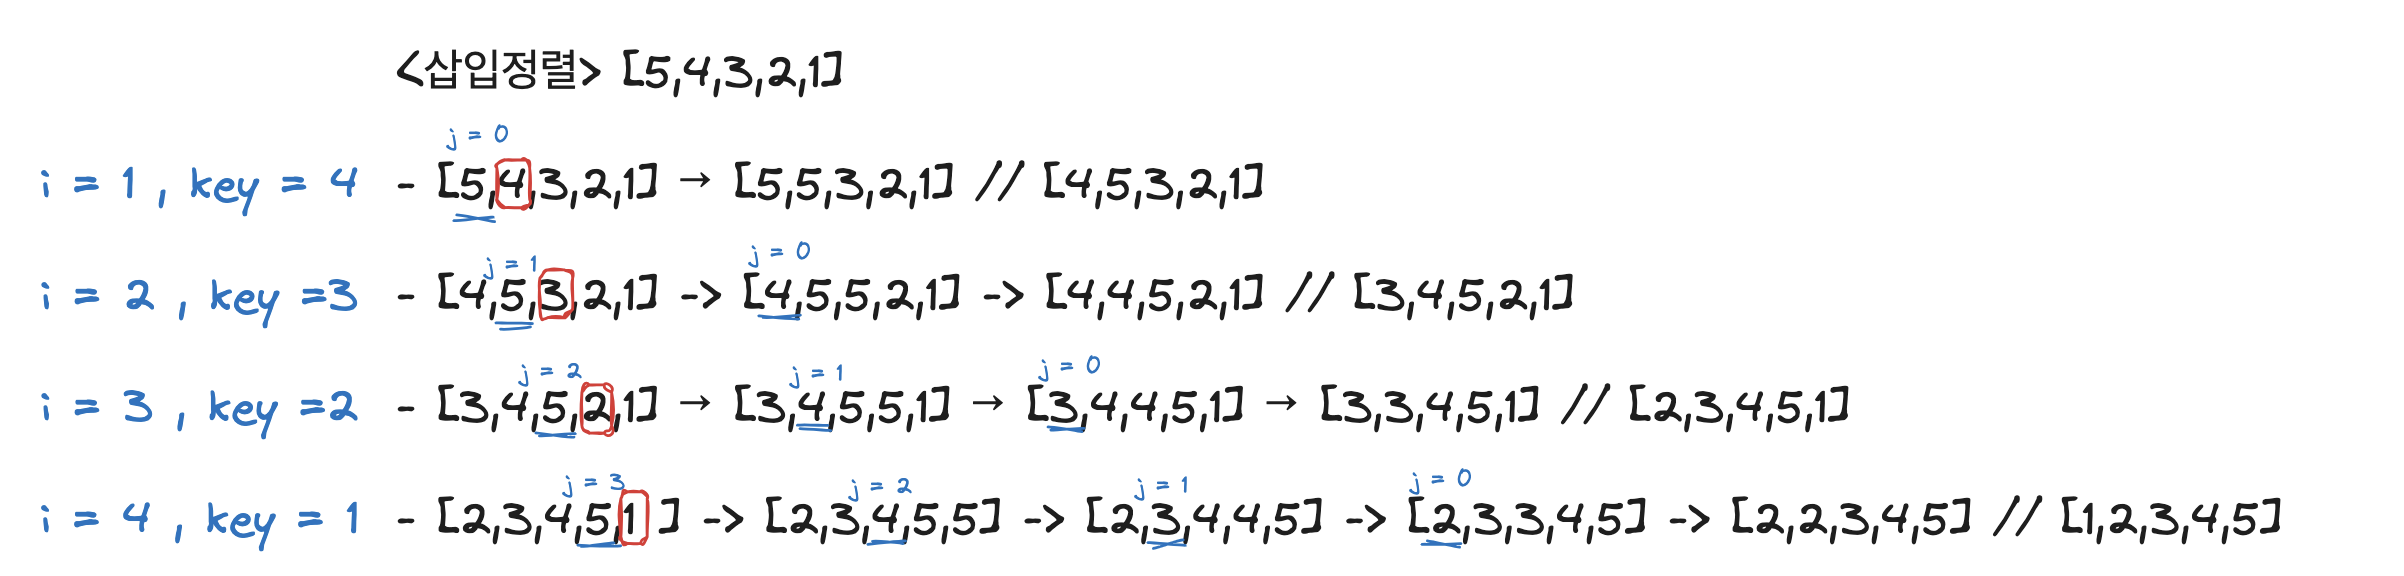 <삽입정렬> [5,4,3,2,1]
j = 0
i = 1 , key = 4 - [5,4,3,2,1] → [5,5,3,2,1] // [4,5,3,2,1]
j = 1 j = 0
i = 2 , key =3 - [4,5,3,2,1] -> [4,5,5,2,1] -> [4,4,5,2,1] // [3,4,5,2,1]
j = 2 j = 1 j = 0
i = 3 , key =2 - [3,4,5,2,1] → [3,4,5,5,1] → [3,4,4,5,1] → [3,3,4,5,1] // [2,3,4,5,1]
j = 3 j = 2 j = 1 j = 0
i = 4 , key = 1 - [2,3,4,5,1 ] -> [2,3,4,5,5] -> [2,3,4,4,5] -> [2,3,3,4,5] -> [2,2,3,4,5] // [1,2,3,4,5]